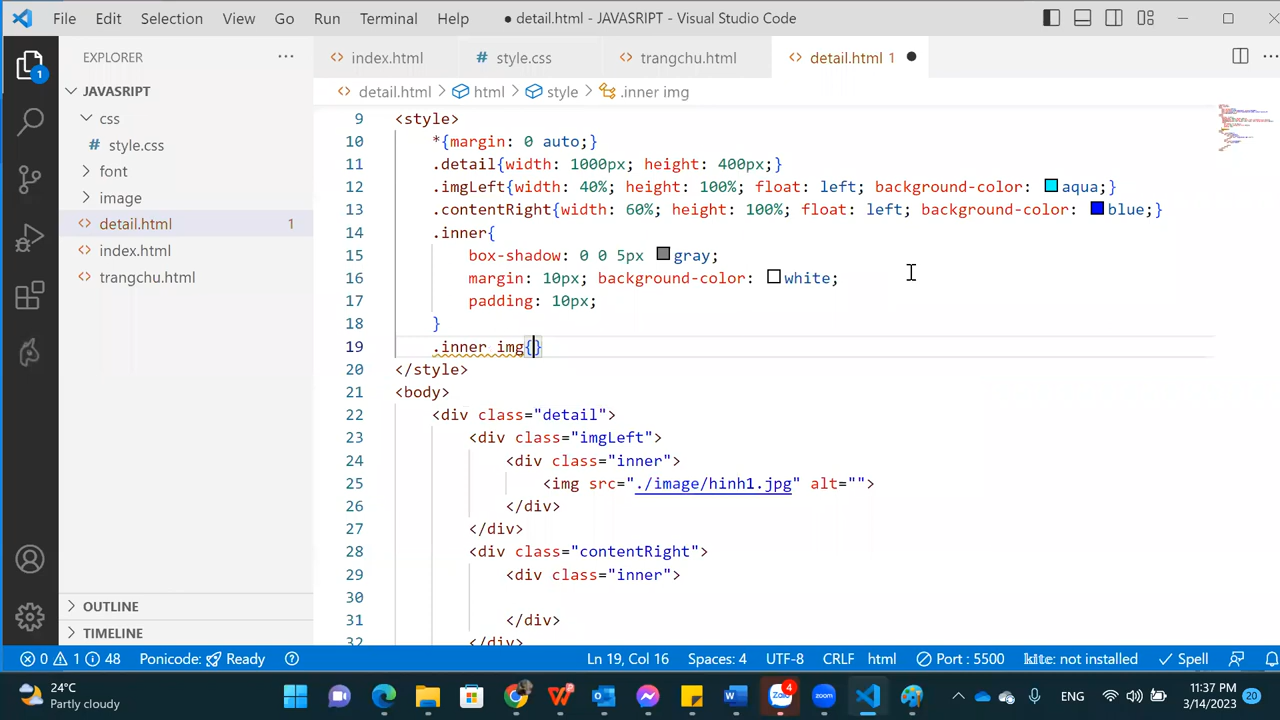 File Edit Selection View Go Run Terminal Help ● detail.html - JAVASRIPT - Visual Studio Code
EXPLORER ···
index.html # style.css trangchu.html detail.html 1 ●
JAVASRIPT
detail.html > html > style > .inner img
css
# style.css
font
image
detail.html 1
index.html
trangchu.html
OUTLINE
TIMELINE
9 <style>
10 *{margin: 0 auto;}
11 .detail{width: 1000px; height: 400px;}
12 .imgLeft{width: 40%; height: 100%; float: left; background-color: aqua;}
13 .contentRight{width: 60%; height: 100%; float: left; background-color: blue;}
14 .inner{
15 box-shadow: 0 0 5px gray;
16 margin: 10px; background-color: white;
17 padding: 10px;
18 }
19 .inner img{}
20 </style>
21 <body>
22 <div class="detail">
23 <div class="imgLeft">
24 <div class="inner">
25 <img src="./image/hinh1.jpg" alt="">
26 </div>
27 </div>
28 <div class="contentRight">
29 <div class="inner">
30
31 </div>
32 </div>
0 1 48 Ponicode: Ready Ln 19, Col 16 Spaces: 4 UTF-8 CRLF html Port : 5500 kite: not installed Spell
24°C
Partly cloudy
4
ENG
11:37 PM
3/14/2023
20